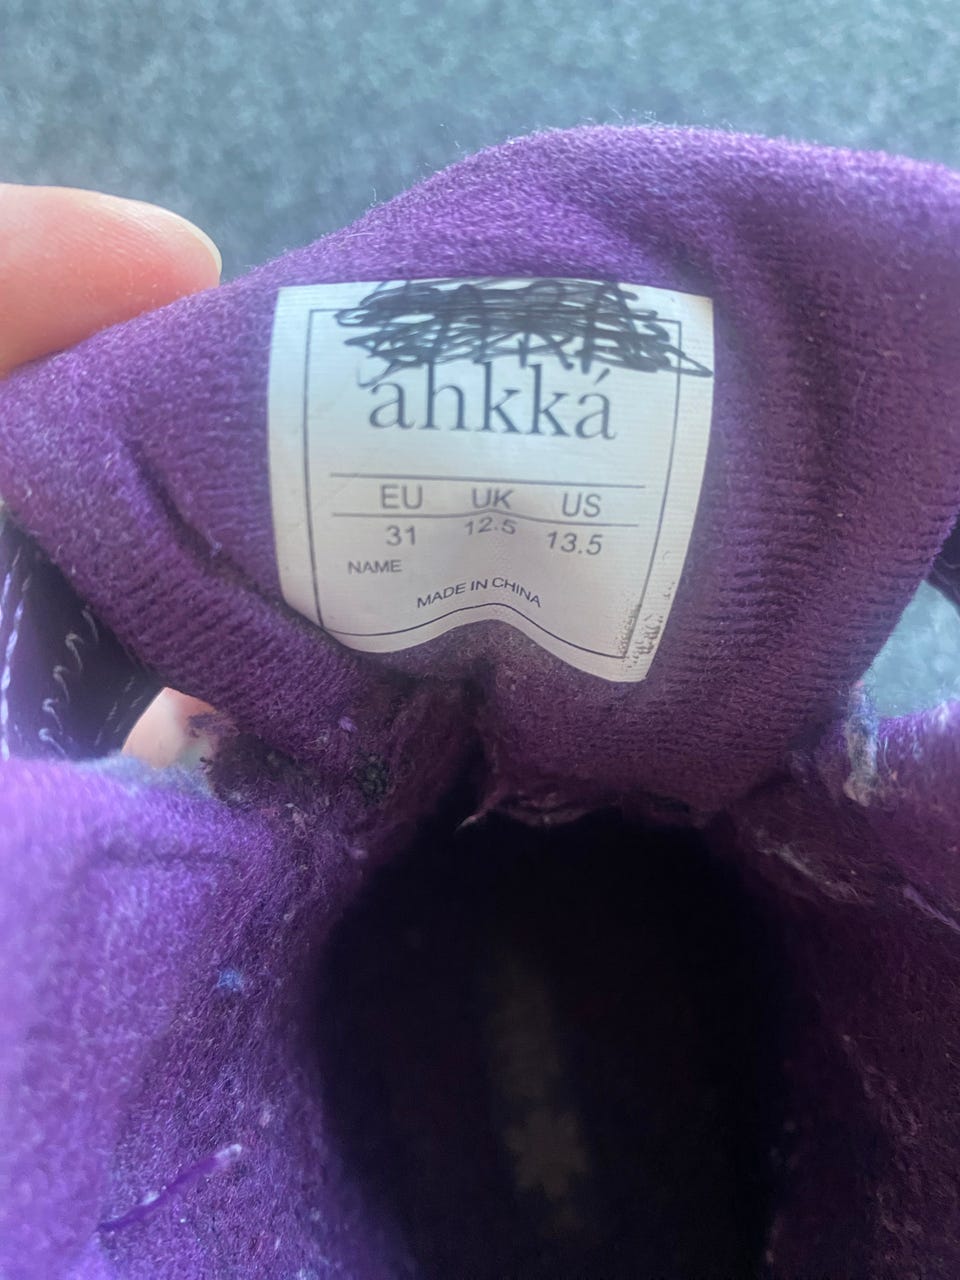 ahkká
EU UK US
31 12.5 13.5
NAME
MADE IN CHINA